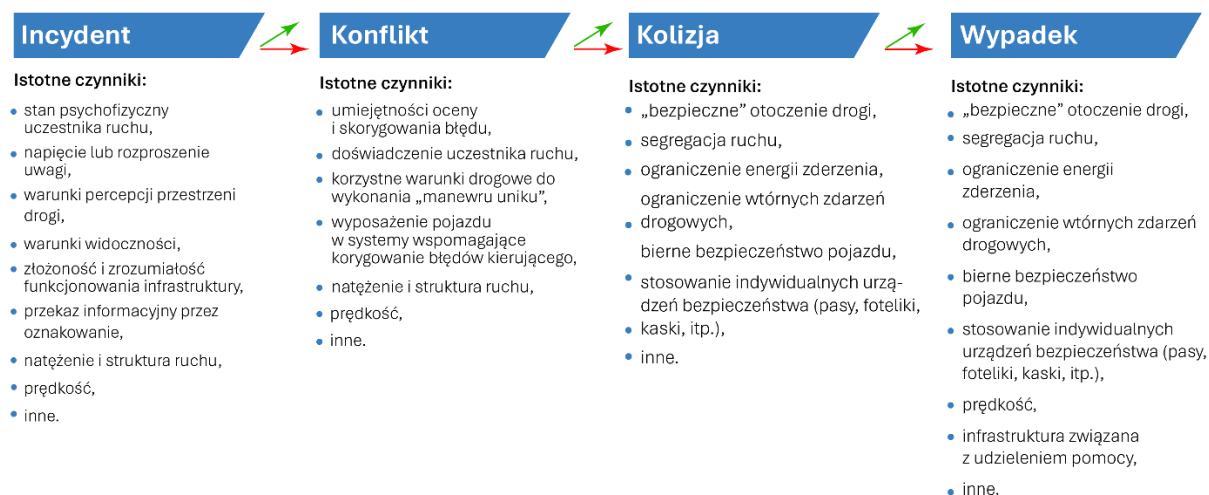 Incydent
Istotne czynniki:
• stan psychofizyczny
uczestnika ruchu,
• napięcie lub rozproszenie
uwagi,
• warunki percepcji przestrzeni
drogi,
• warunki widoczności,
• złożoność i zrozumiałość
funkcjonowania infrastruktury,
• przekaz informacyjny przez
oznakowanie,
• natężenie i struktura ruchu,
• prędkość,
• inne.
Konflikt
Istotne czynniki:
• umiejętności oceny
i skorygowania błędu,
• doświadczenie uczestnika ruchu,
• korzystne warunki drogowe do
wykonania „manewru uniku”,
• wyposażenie pojazdu
w systemy wspomagające
korygowanie błędów kierującego,
• natężenie i struktura ruchu,
• prędkość,
• inne.
Kolizja
Istotne czynniki:
• „bezpieczne” otoczenie drogi,
• segregacja ruchu,
• ograniczenie energii zderzenia,
ograniczenie wtórnych zdarzeń
• drogowych,
bierne bezpieczeństwo pojazdu,
• stosowanie indywidualnych urzą-
dzeń bezpieczeństwa (pasy, foteliki,
• kaski, itp.),
• inne.
Wypadek
Istotne czynniki:
• „bezpieczne” otoczenie drogi,
• segregacja ruchu,
• ograniczenie energii
zderzenia,
• ograniczenie wtórnych zdarzeń
drogowych,
• bierne bezpieczeństwo
pojazdu,
• stosowanie indywidualnych
urządzeń bezpieczeństwa (pasy,
foteliki, kaski, itp.),
• prędkość,
• infrastruktura związana
z udzieleniem pomocy,
• inne.